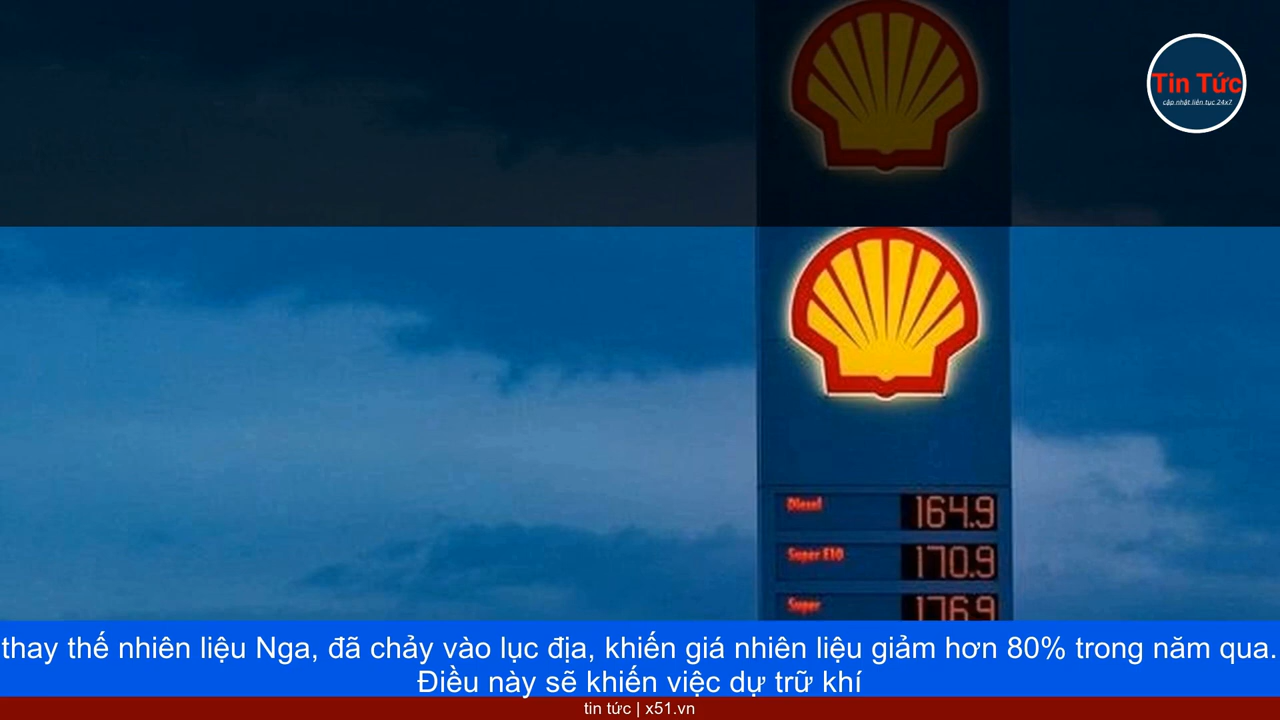 Tin Tức
cập nhật liên tục 24x7
Diesel 164.9
Super E10 170.9
Super 176.9
thay thế nhiên liệu Nga, đã chảy vào lục địa, khiến giá nhiên liệu giảm hơn 80% trong năm qua.
Điều này sẽ khiến việc dự trữ khí
tin tức | x51.vn